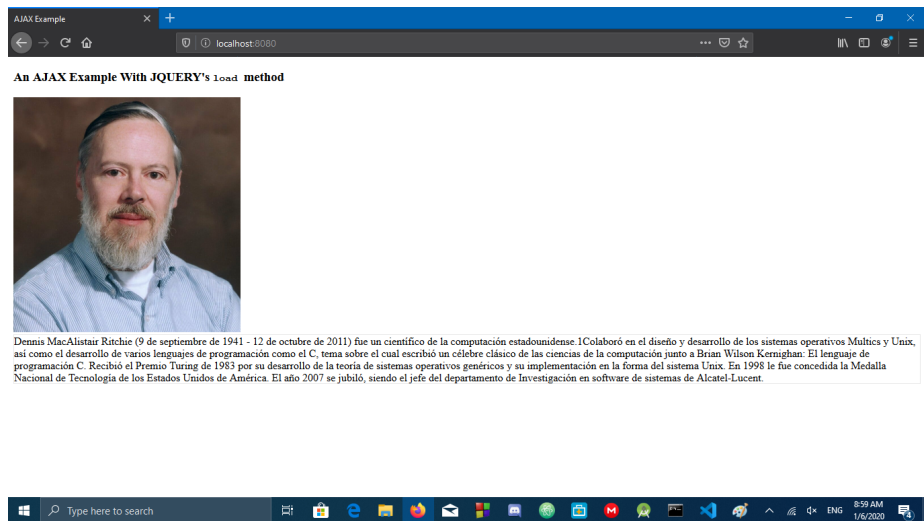 AJAX Example
localhost:8080
An AJAX Example With JQUERY's load method
Dennis MacAlistair Ritchie (9 de septiembre de 1941 - 12 de octubre de 2011) fue un científico de la computación estadounidense.1Colaboró en el diseño y desarrollo de los sistemas operativos Multics y Unix,
así como el desarrollo de varios lenguajes de programación como el C, tema sobre el cual escribió un célebre clásico de las ciencias de la computación junto a Brian Wilson Kernighan: El lenguaje de
programación C. Recibió el Premio Turing de 1983 por su desarrollo de la teoría de sistemas operativos genéricos y su implementación en la forma del sistema Unix. En 1998 le fue concedida la Medalla
Nacional de Tecnología de los Estados Unidos de América. El año 2007 se jubiló, siendo el jefe del departamento de Investigación en software de sistemas de Alcatel-Lucent.
Type here to search
ENG
8:59 AM
1/6/2020
4